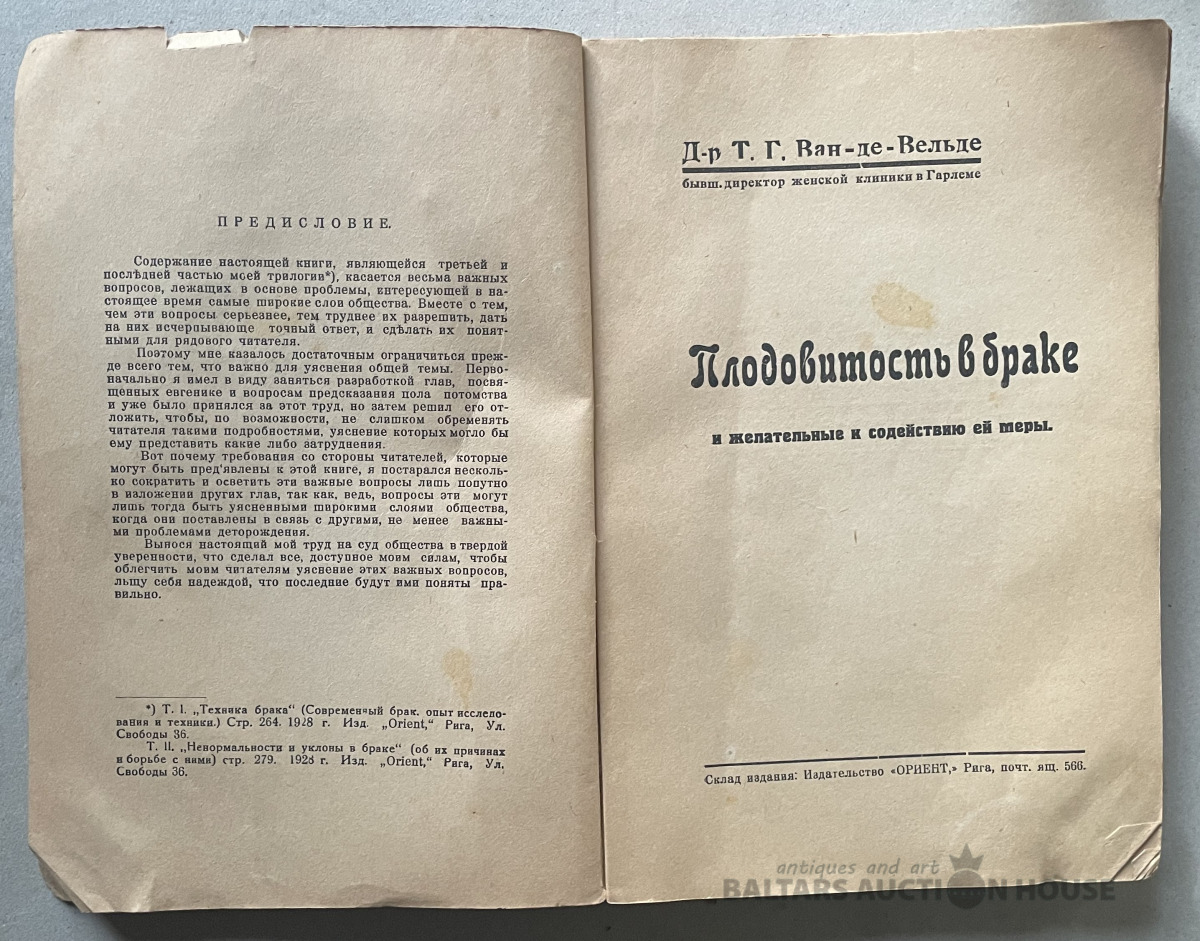 ПРЕДИСЛОВИЕ.
Содержание настоящей книги, являющейся третьей и
послѣдней частью моей трилогии*), касается весьма важных
вопросов, лежащих в основе проблемы, интересующей в на-
стоящее время самые широкие слои общества. Вместе с тем,
чем эти вопросы серьезнее, тем труднее их разрешить, дать
на них исчерпывающе точный ответ, и сдѣлать их понят-
ными для рядового читателя.
Поэтому мне казалось достаточным ограничиться преж-
де всего тем, что важно для уяснения общей темы. Перво-
начально я имел в виду заняться разработкой глав, посвя-
щенных евгенике и вопросам предсказания пола потомства
и уже было принялся за этот труд, но затем решил его от-
ложить, чтобы, по возможности, не слишком обременять
читателя такими подробностями, уяснение которых могло бы
ему представить какие либо затруднения.
Вот почему требования со стороны читателей, которые
могут быть пред'явлены к этой книге, я постарался несколь-
ко сократить и осветить эти важные вопросы лишь попутно
в изложении других глав, так как, ведь, вопросы эти могут
лишь тогда быть уясненными широкими слоями общества,
когда они поставлены в связь с другими, не менее важны-
ми проблемами деторождения.
Вынося настоящий мой труд на суд общества в твердой
уверенности, что сделал все, доступное моим силам, чтобы
облегчить моим читателям уяснение этих важных вопросов,
льщу себя надеждой, что последние будут ими поняты пра-
вильно.
*) Т. I. „Техника брака“ (Современный брак. опыт исследо-
вания и техники.) Стр. 264. 1928 г. Изд. „Orient,“ Рига, Ул.
Свободы 36.
Т. II. „Ненормальности и уклоны в браке“ (об их причинах
и борьбе с ними) стр. 279. 1928 г. Изд. „Orient,“ Рига, Ул.
Свободы 36.
Д-р Т. Г. Ван-де-Вельде
бывш. директор женской клиники в Гарлеме
Плодовитость в браке
и желательные к содействию ей меры.
Склад издания: Издательство «ОРИЕНТ,» Рига, почт. ящ. 566.
antiques and art
BALTARS AUCTION HOUSE